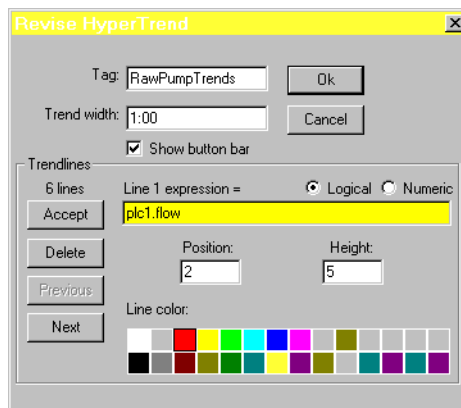 Revise HyperTrend
Tag: RawPumpTrends Ok
Trend width: 1:00 Cancel
Show button bar
Trendlines
6 lines Line 1 expression = Logical Numeric
Accept plc1.flow
Delete Position: Height:
2 5
Previous
Line color:
Next